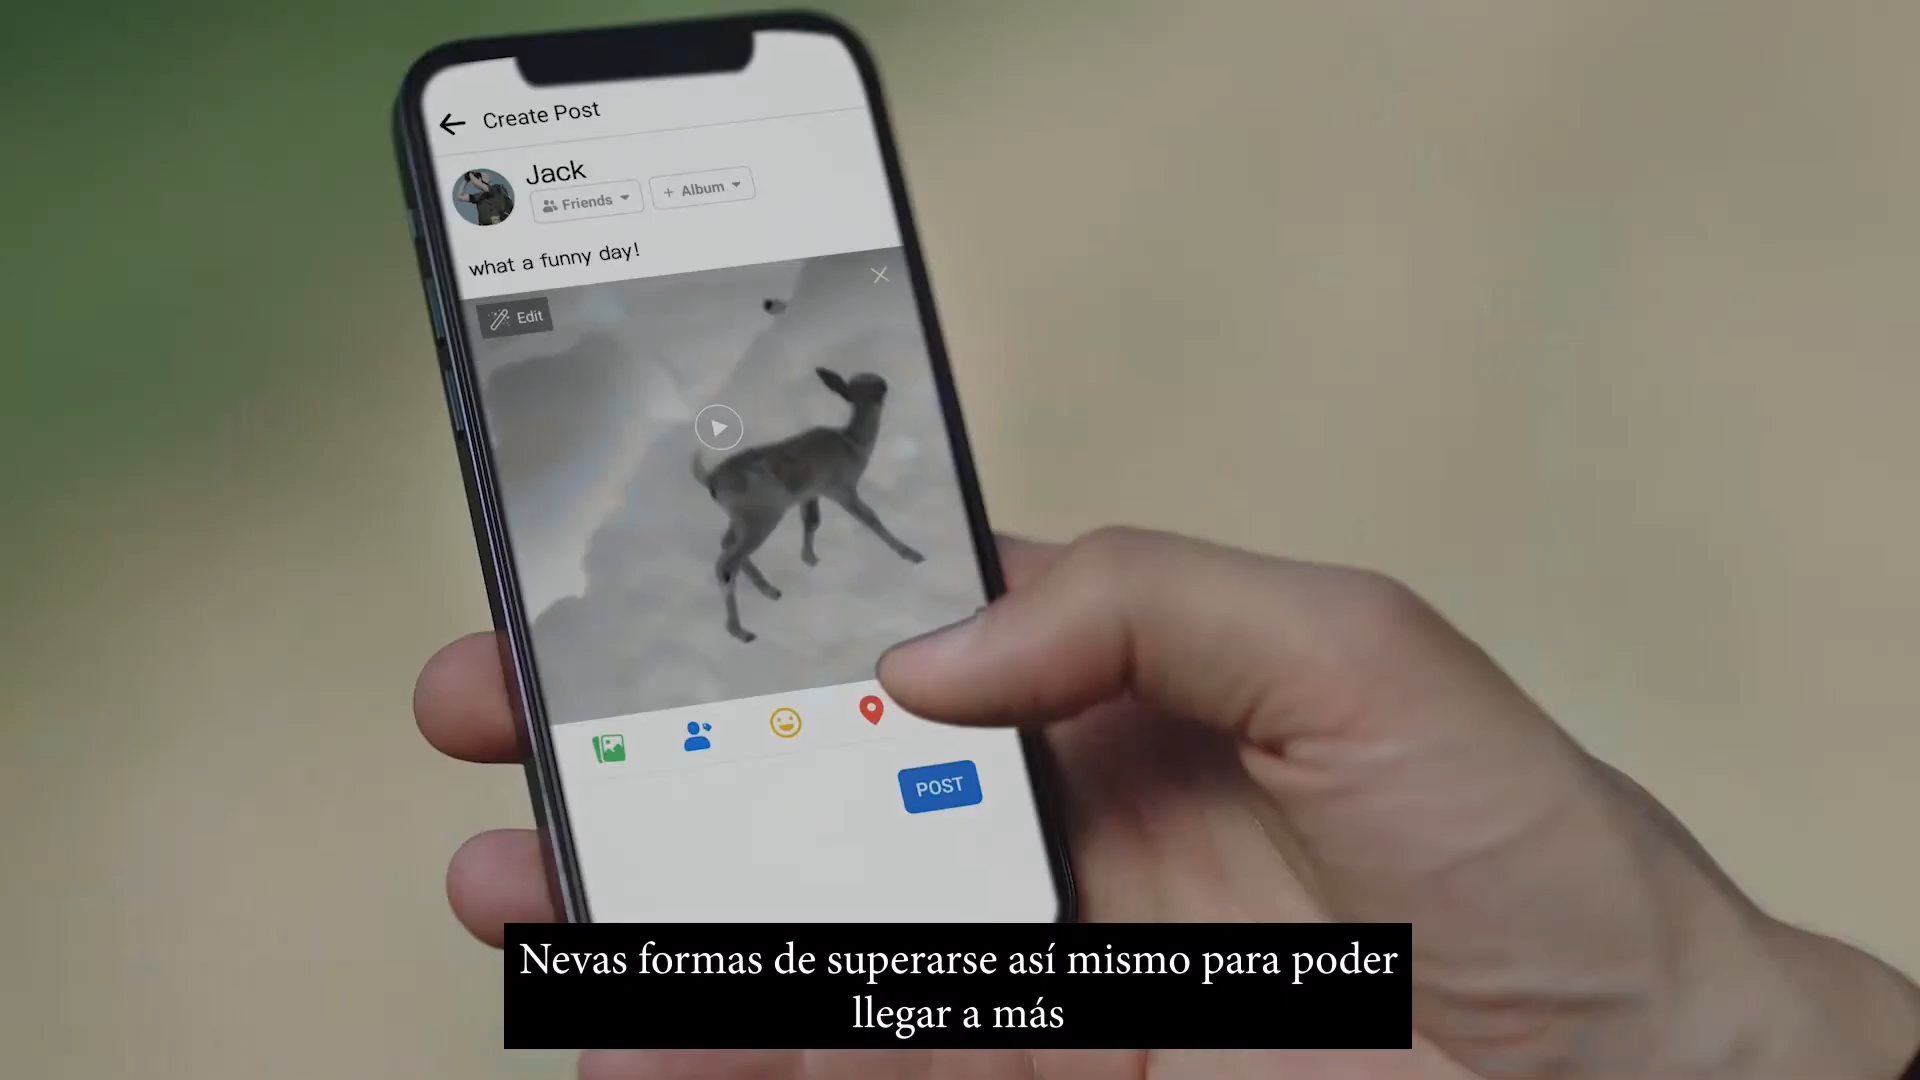 Create Post
Jack
Friends
+ Album
what a funny day!
Edit
POST
Nevas formas de superarse así mismo para poder
llegar a más